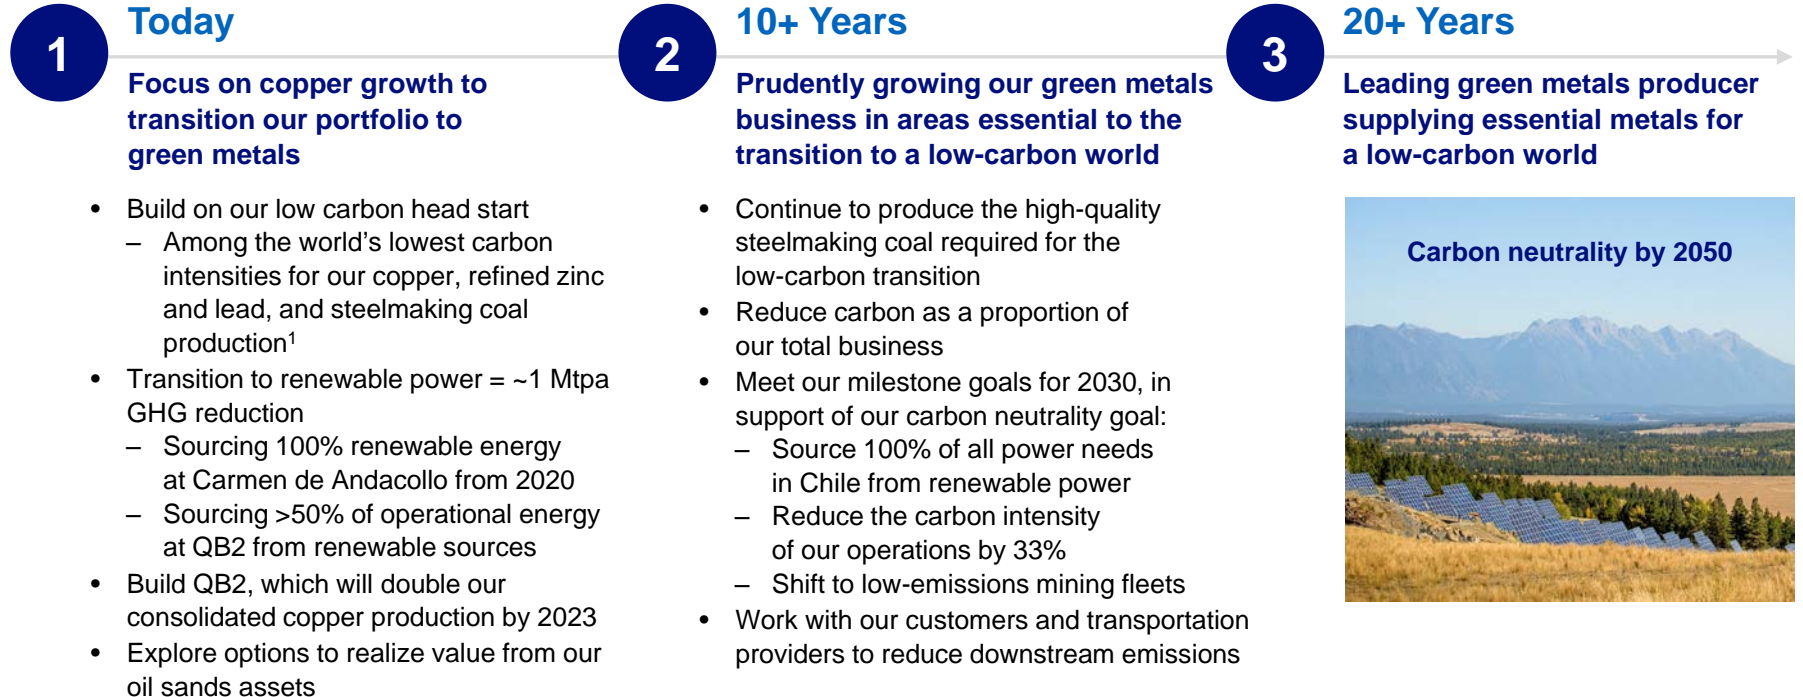 1
Today
Focus on copper growth to
transition our portfolio to
green metals
• Build on our low carbon head start
– Among the world's lowest carbon
intensities for our copper, refined zinc
and lead, and steelmaking coal
production¹
• Transition to renewable power = ~1 Mtpa
GHG reduction
– Sourcing 100% renewable energy
at Carmen de Andacollo from 2020
– Sourcing >50% of operational energy
at QB2 from renewable sources
• Build QB2, which will double our
consolidated copper production by 2023
• Explore options to realize value from our
oil sands assets
2
10+ Years
Prudently growing our green metals
business in areas essential to the
transition to a low-carbon world
• Continue to produce the high-quality
steelmaking coal required for the
low-carbon transition
• Reduce carbon as a proportion of
our total business
• Meet our milestone goals for 2030, in
support of our carbon neutrality goal:
– Source 100% of all power needs
in Chile from renewable power
– Reduce the carbon intensity
of our operations by 33%
– Shift to low-emissions mining fleets
• Work with our customers and transportation
providers to reduce downstream emissions
3
20+ Years
Leading green metals producer
supplying essential metals for
a low-carbon world
Carbon neutrality by 2050